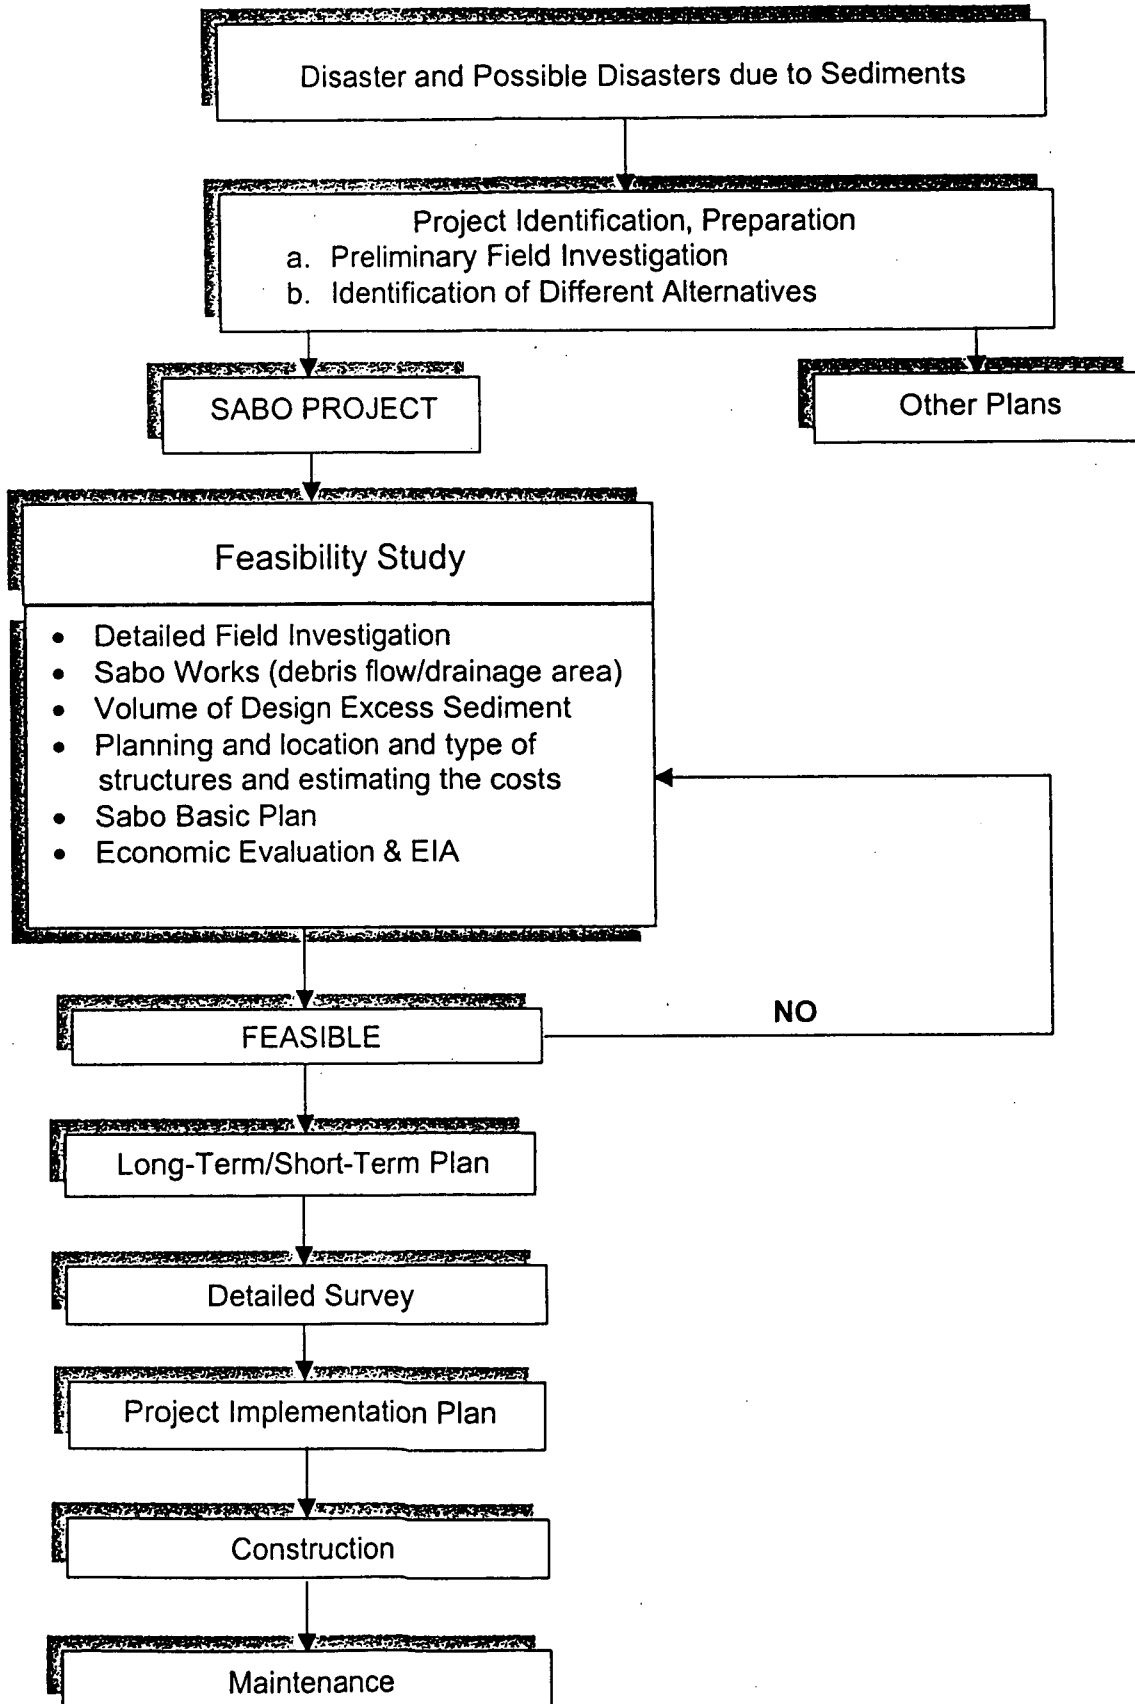 Disaster and Possible Disasters due to Sediments
Project Identification, Preparation
a. Preliminary Field Investigation
b. Identification of Different Alternatives
SABO PROJECT
Other Plans
Feasibility Study
• Detailed Field Investigation
• Sabo Works (debris flow/drainage area)
• Volume of Design Excess Sediment
• Planning and location and type of
structures and estimating the costs
• Sabo Basic Plan
• Economic Evaluation & EIA
NO
FEASIBLE
Long-Term/Short-Term Plan
Detailed Survey
Project Implementation Plan
Construction
Maintenance